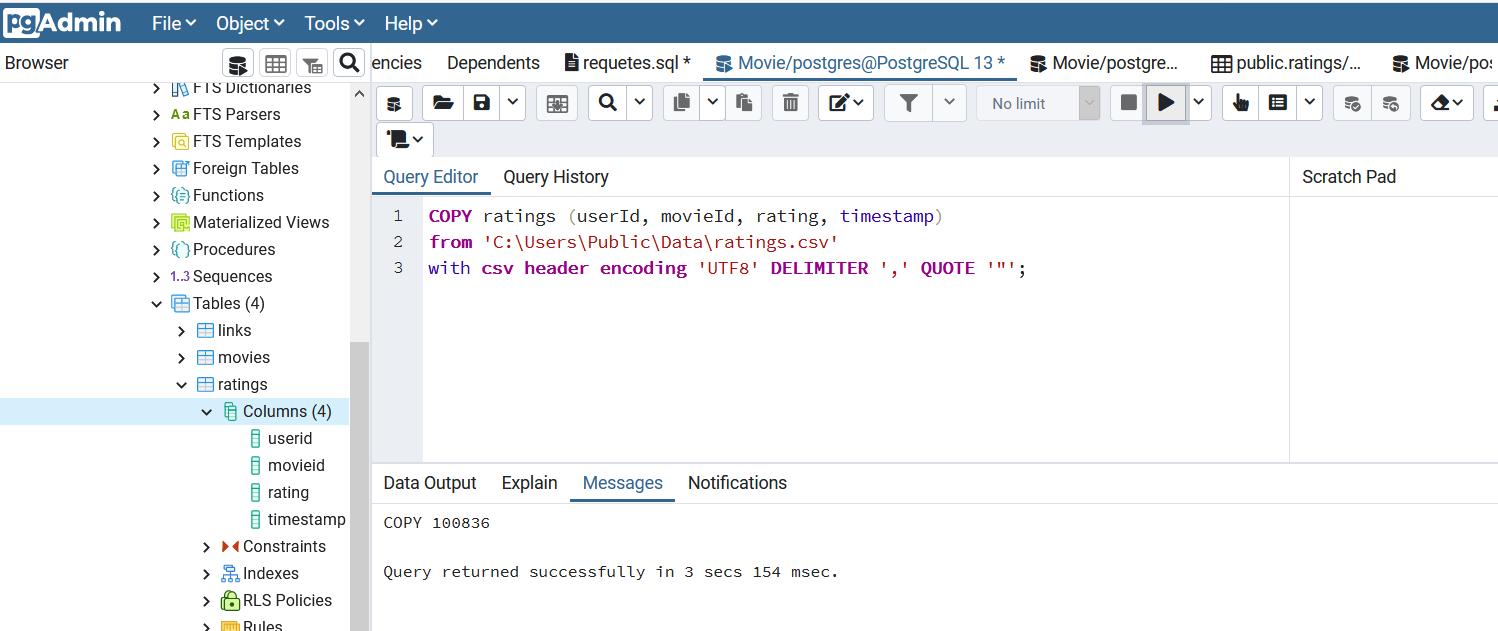 pgAdmin File Object Tools Help
Browser
encies Dependents requetes.sql * Movie/postgres@PostgreSQL 13 * Movie/postgre... public.ratings/... Movie/pos
No limit
FTS Dictionaries
Aa FTS Parsers
FTS Templates
Foreign Tables
Functions
Materialized Views
Procedures
1..3 Sequences
Tables (4)
links
movies
ratings
Columns (4)
userid
movieid
rating
timestamp
Constraints
Indexes
RLS Policies
Rules
Query Editor Query History
Scratch Pad
1 COPY ratings (userId, movieId, rating, timestamp)
2 from 'C:\Users\Public\Data\ratings.csv'
3 with csv header encoding 'UTF8' DELIMITER ',' QUOTE '"';
Data Output Explain Messages Notifications
COPY 100836
Query returned successfully in 3 secs 154 msec.